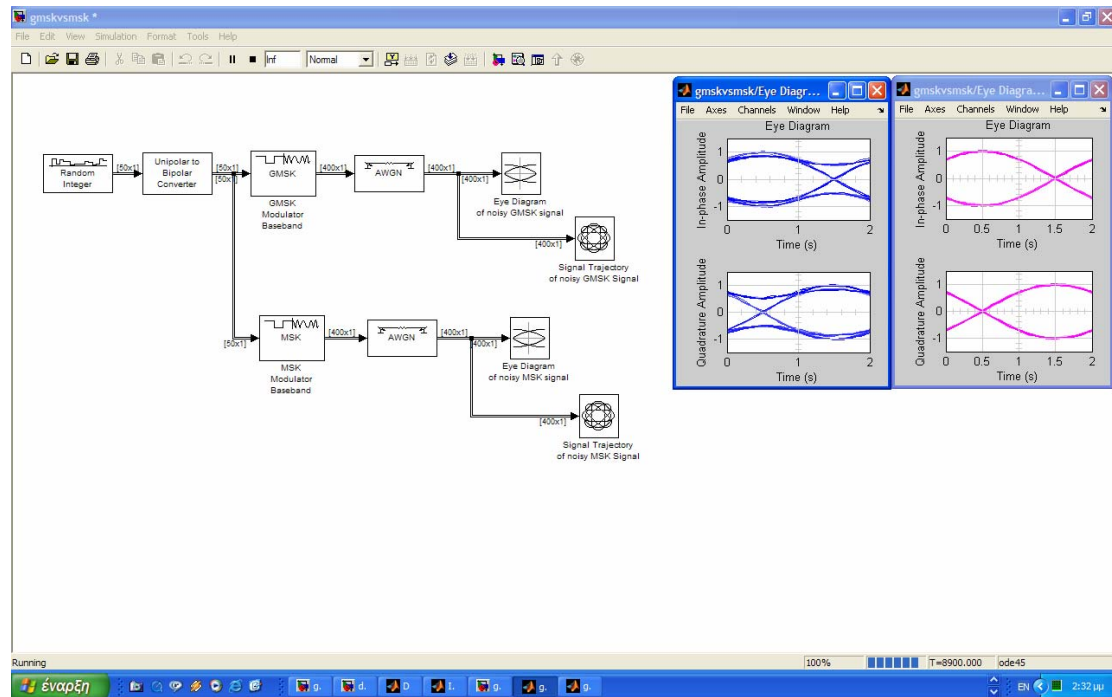 gmskvsmsk *
File Edit View Simulation Format Tools Help
Inf Normal
Random
Integer
[50x1]
Unipolar to
Bipolar
Converter
[50x1]
[50x1]
GMSK
GMSK
Modulator
Baseband
[400x1]
AWGN
[400x1]
[400x1]
Eye Diagram
of noisy GMSK signal
[400x1]
Signal Trajectory
of noisy GMSK Signal
[50x1]
MSK
MSK
Modulator
Baseband
[400x1]
AWGN
[400x1]
[400x1]
Eye Diagram
of noisy MSK signal
[400x1]
Signal Trajectory
of noisy MSK Signal
gmskvsmsk/Eye Diagr...
File Axes Channels Window Help
Eye Diagram
In-phase Amplitude
1
0
-1
0 1 2
Time (s)
Quadrature Amplitude
1
0
-1
0 1 2
Time (s)
gmskvsmsk/Eye Diagra...
File Axes Channels Window Help
Eye Diagram
In-phase Amplitude
1
0
-1
0 0.5 1 1.5 2
Time (s)
Quadrature Amplitude
1
0
-1
0 0.5 1 1.5 2
Time (s)
Running 100% T=8900.000 ode45
έναρξη g. d. D I. g. g. g. EN 2:32 μμ